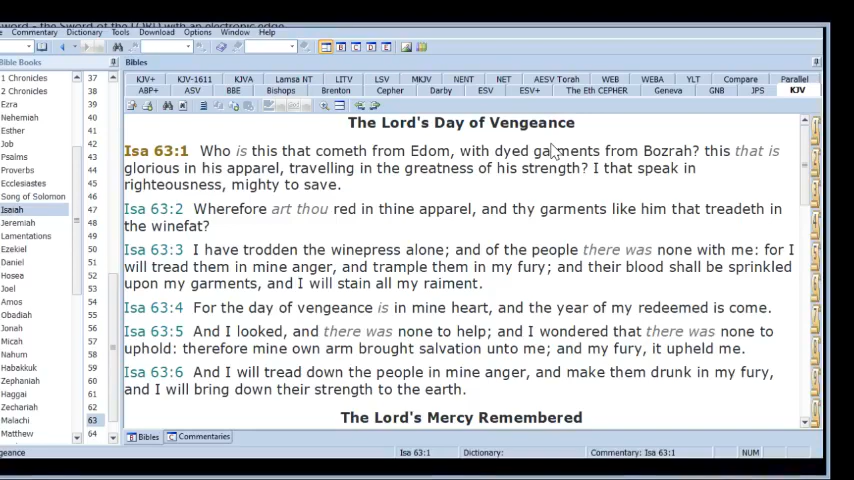 sword - the Sword of the LORD with an electronic edge
Commentary Dictionary Tools Download Options Window Help
B C D E
Bible Books
1 Chronicles
2 Chronicles
Ezra
Nehemiah
Esther
Job
Psalms
Proverbs
Ecclesiastes
Song of Solomon
Isaiah
Jeremiah
Lamentations
Ezekiel
Daniel
Hosea
Joel
Amos
Obadiah
Jonah
Micah
Nahum
Habakkuk
Zephaniah
Haggai
Zechariah
Malachi
Matthew
37
38
39
40
41
42
43
44
45
46
47
48
49
50
51
52
53
54
55
56
57
58
59
60
61
62
63
64
Bibles
KJV+ KJV-1611 KJVA Lamsa NT LITV LSV MKJV NENT NET AESV Torah WEB WEBA YLT Compare Parallel
ABP+ ASV BBE Bishops Brenton Cepher Darby ESV ESV+ The Eth CEPHER Geneva GNB JPS KJV
The Lord's Day of Vengeance
Isa 63:1 Who is this that cometh from Edom, with dyed garments from Bozrah? this that is
glorious in his apparel, travelling in the greatness of his strength? I that speak in
righteousness, mighty to save.
Isa 63:2 Wherefore art thou red in thine apparel, and thy garments like him that treadeth in
the winefat?
Isa 63:3 I have trodden the winepress alone; and of the people there was none with me: for I
will tread them in mine anger, and trample them in my fury; and their blood shall be sprinkled
upon my garments, and I will stain all my raiment.
Isa 63:4 For the day of vengeance is in mine heart, and the year of my redeemed is come.
Isa 63:5 And I looked, and there was none to help; and I wondered that there was none to
uphold: therefore mine own arm brought salvation unto me; and my fury, it upheld me.
Isa 63:6 And I will tread down the people in mine anger, and make them drunk in my fury,
and I will bring down their strength to the earth.
The Lord's Mercy Remembered
Bibles Commentaries
geance Isa 63:1 Dictionary: Commentary: Isa 63:1 NUM